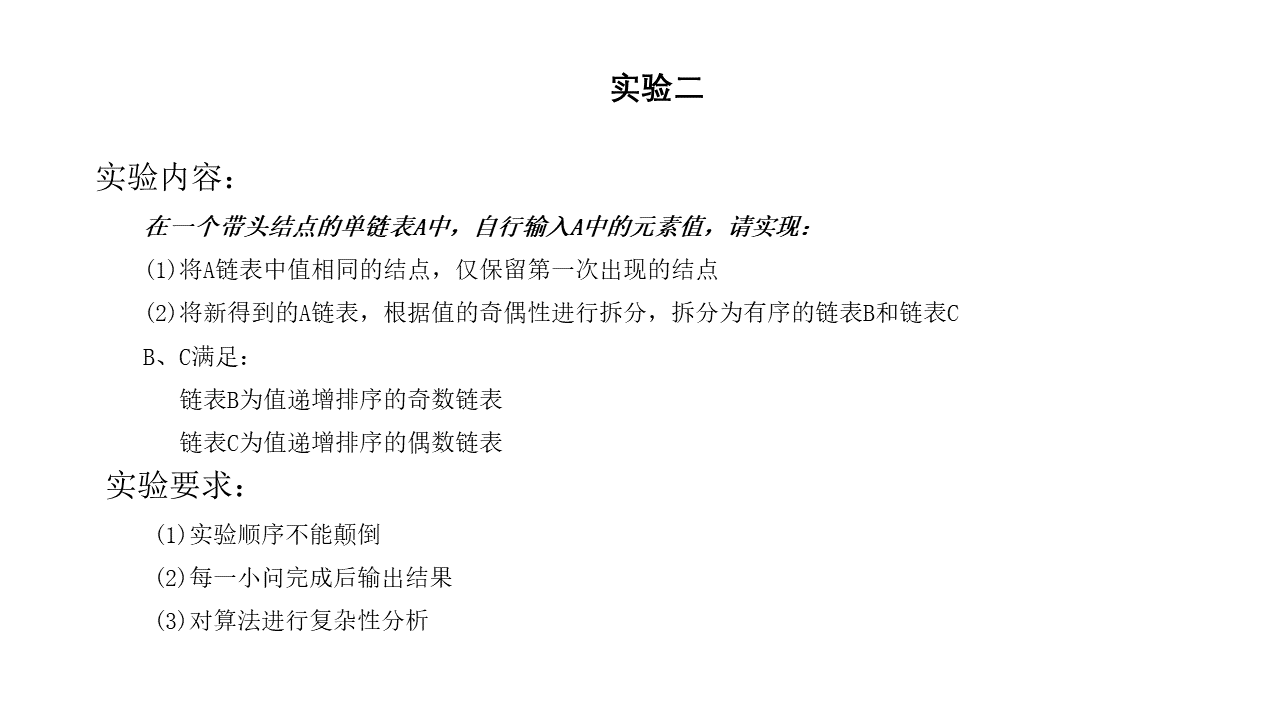 实验二
实验内容：
在一个带头结点的单链表A中，自行输入A中的元素值，请实现：
(1)将A链表中值相同的结点，仅保留第一次出现的结点
(2)将新得到的A链表，根据值的奇偶性进行拆分，拆分为有序的链表B和链表C
B、C满足：
链表B为值递增排序的奇数链表
链表C为值递增排序的偶数链表
实验要求：
(1)实验顺序不能颠倒
(2)每一小问完成后输出结果
(3)对算法进行复杂性分析